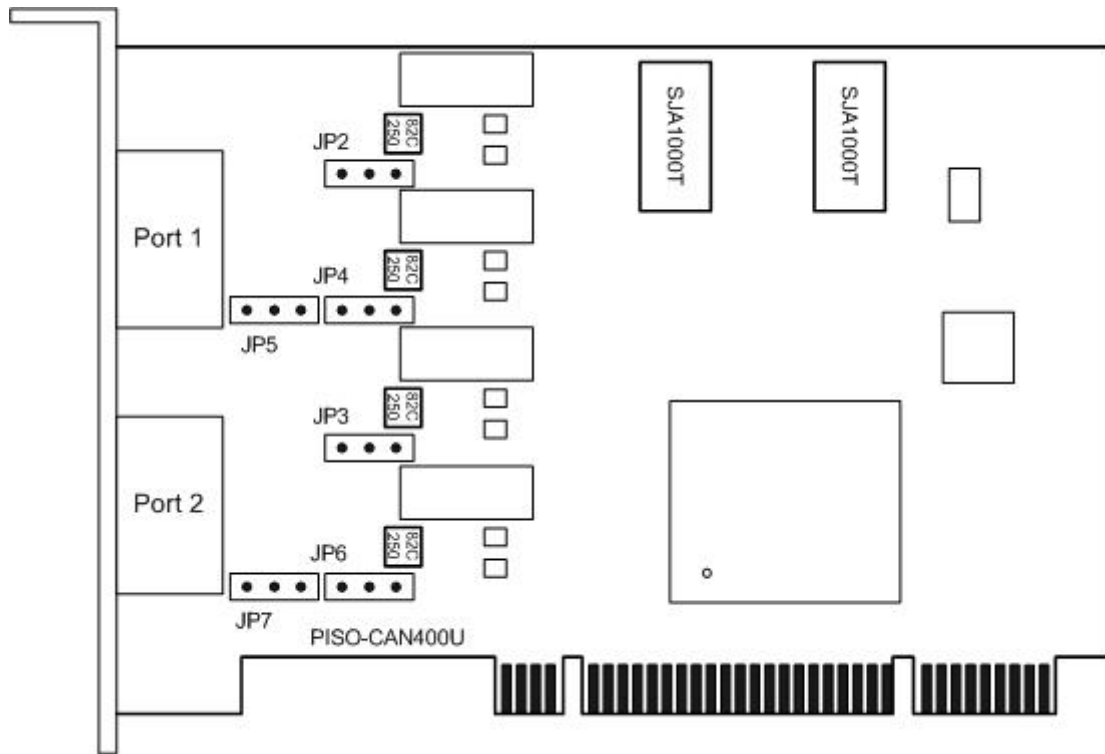 SJA1000T
SJA1000T
82C
250
JP2
Port 1
82C
250
JP4
JP5
82C
250
JP3
Port 2
82C
250
JP6
JP7
PISO-CAN400U